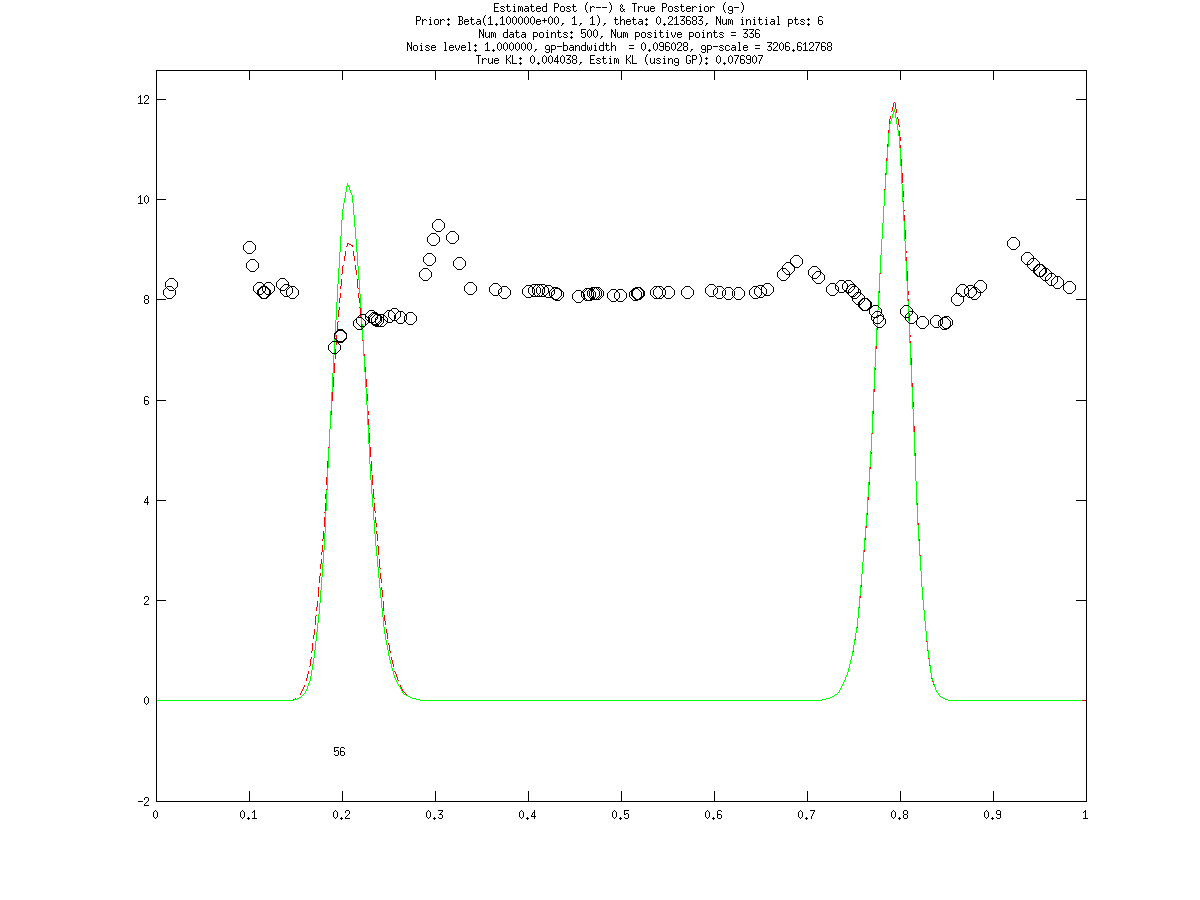 Estimated Post (r--) & True Posterior (g-)
Prior: Beta(1.100000e+00, 1, 1), theta: 0.213683, Num initial pts: 6
Num data points: 500, Num positive points = 336
Noise level: 1.000000, gp-bandwidth  = 0.096028, gp-scale = 3206.612768
True KL: 0.004038, Estim KL (using GP): 0.076907
12
10
8
6
4
2
0
56
-2
0 0.1 0.2 0.3 0.4 0.5 0.6 0.7 0.8 0.9 1